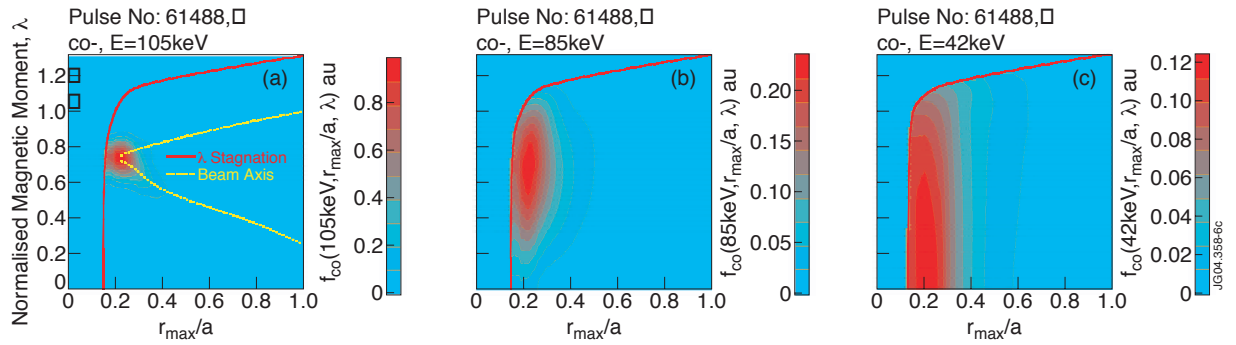 Pulse No: 61488,□
co-, E=105keV
(a)
Normalised Magnetic Moment, λ
1.2
1.0
0.8
0.6
0.4
0.2
0
λ Stagnation
Beam Axis
0 0.2 0.4 0.6 0.8 1.0
r_max/a
f_co(105keV,r_max/a, λ) au
0.8
0.6
0.4
0.2
0
Pulse No: 61488,□
co-, E=85keV
(b)
0 0.2 0.4 0.6 0.8 1.0
r_max/a
f_co(85keV,r_max/a, λ) au
0.20
0.15
0.10
0.05
0
Pulse No: 61488,□
co-, E=42keV
(c)
0 0.2 0.4 0.6 0.8 1.0
r_max/a
f_co(42keV,r_max/a, λ) au
0.12
0.10
0.08
0.06
0.04
0.02
0
JG04.358-6c